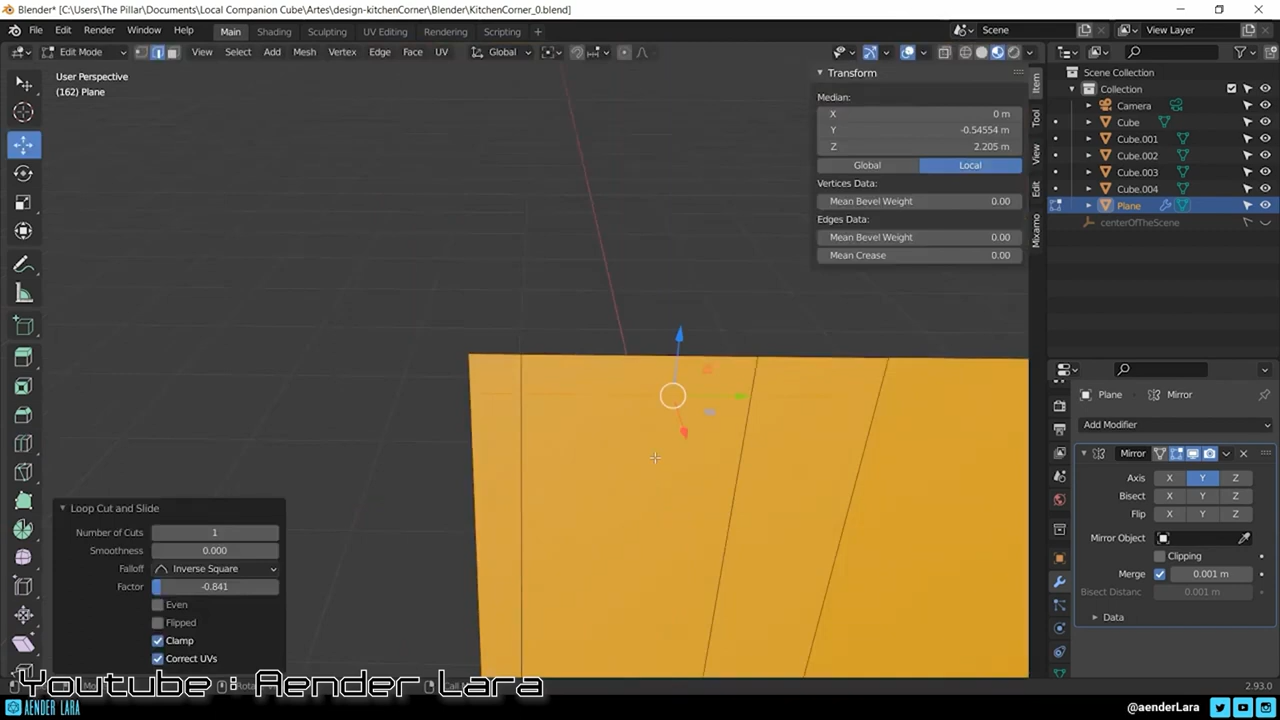 Blender* [C:\Users\The Pillar\Documents\Local Companion Cube\Artes\design-kitchenCorner\Blender\KitchenCorner_0.blend]
File Edit Render Window Help Main Shading Sculpting UV Editing Rendering Scripting + Scene View Layer
Edit Mode View Select Add Mesh Vertex Edge Face UV Global
User Perspective
(162) Plane
Transform
Median:
X 0 m
Y -0.54554 m
Z 2.205 m
Global Local
Vertices Data:
Mean Bevel Weight 0.00
Edges Data:
Mean Bevel Weight 0.00
Mean Crease 0.00
Item
Tool
View
Edit
Mixamo
Scene Collection
Collection
Camera
Cube
Cube.001
Cube.002
Cube.003
Cube.004
Plane
centerOfTheScene
Plane Mirror
Add Modifier
Mirror
Axis X Y Z
Bisect X Y Z
Flip X Y Z
Mirror Object
Clipping
Merge 0.001 m
Bisect Distanc 0.001 m
Data
Loop Cut and Slide
Number of Cuts 1
Smoothness 0.000
Falloff Inverse Square
Factor -0.841
Even
Flipped
Clamp
Correct UVs
2.93.0
Youtube : Aender Lara
AENDER LARA
@aenderLara